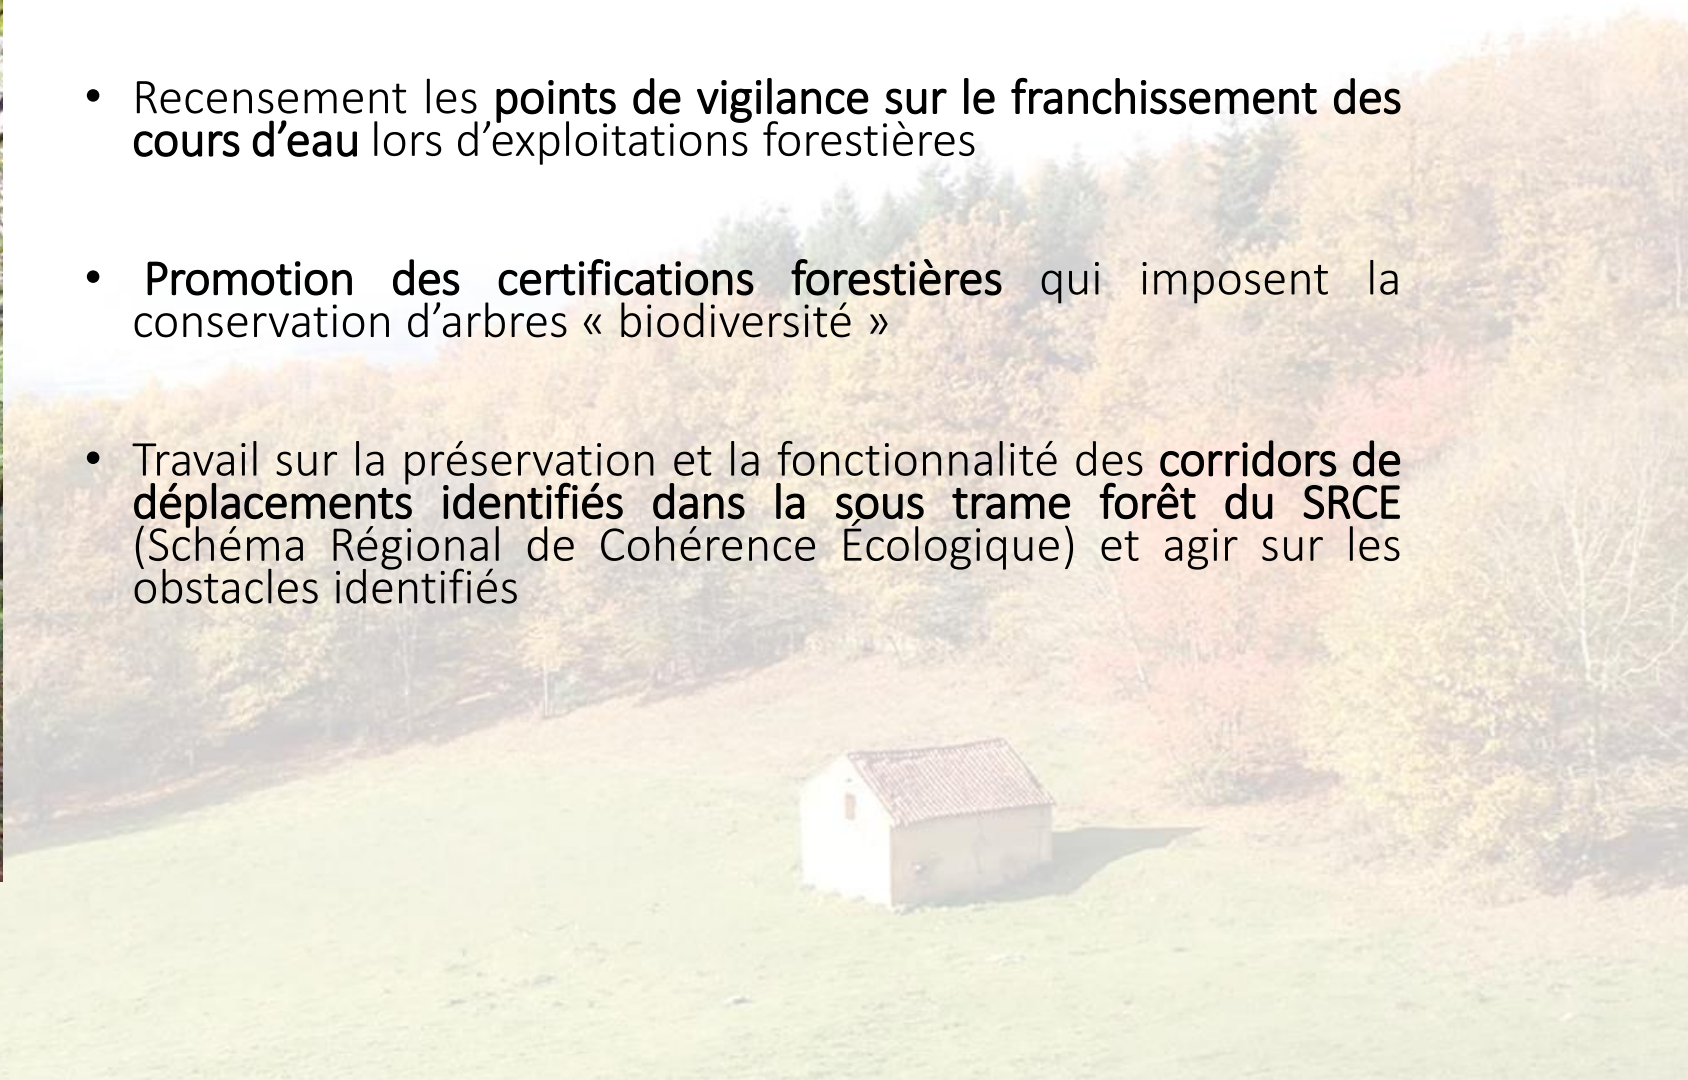 • Recensement les points de vigilance sur le franchissement des
cours d’eau lors d’exploitations forestières
• Promotion des certifications forestières qui imposent la
conservation d’arbres « biodiversité »
• Travail sur la préservation et la fonctionnalité des corridors de
déplacements identifiés dans la sous trame forêt du SRCE
(Schéma Régional de Cohérence Écologique) et agir sur les
obstacles identifiés